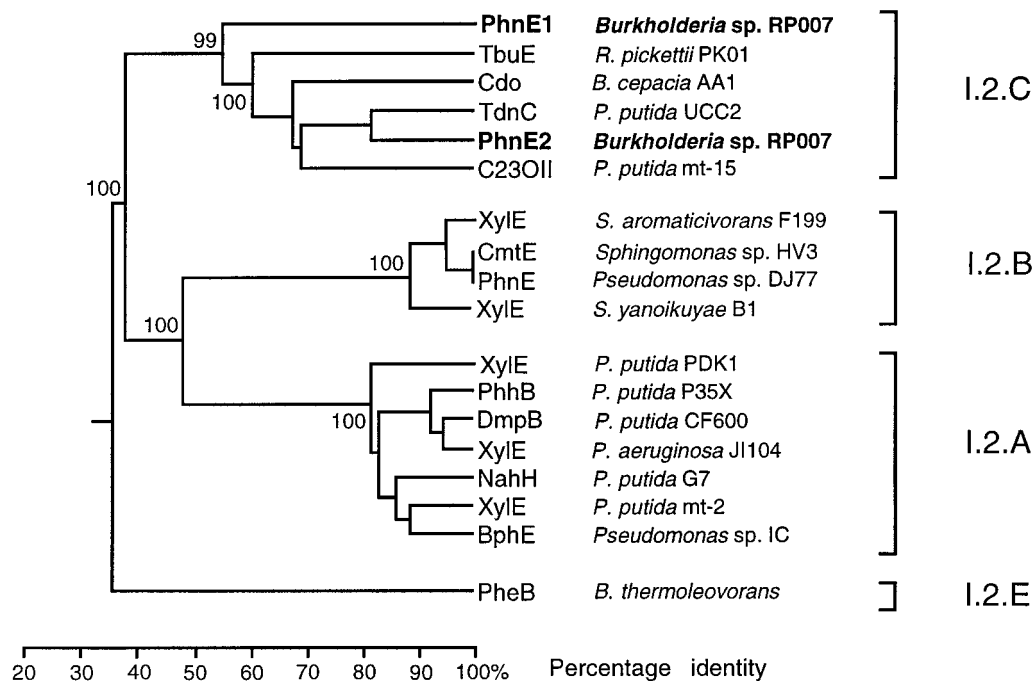 PhnE1 Burkholderia sp. RP007
99
TbuE R. pickettii PK01
Cdo B. cepacia AA1
I.2.C
100
TdnC P. putida UCC2
PhnE2 Burkholderia sp. RP007
C23OII P. putida mt-15
100
XylE S. aromaticivorans F199
CmtE Sphingomonas sp. HV3
100
I.2.B
PhnE Pseudomonas sp. DJ77
XylE S. yanoikuyae B1
100
XylE P. putida PDK1
PhhB P. putida P35X
100
DmpB P. putida CF600
I.2.A
XylE P. aeruginosa JI104
NahH P. putida G7
XylE P. putida mt-2
BphE Pseudomonas sp. IC
PheB B. thermoleovorans I.2.E
20 30 40 50 60 70 80 90 100% Percentage identity